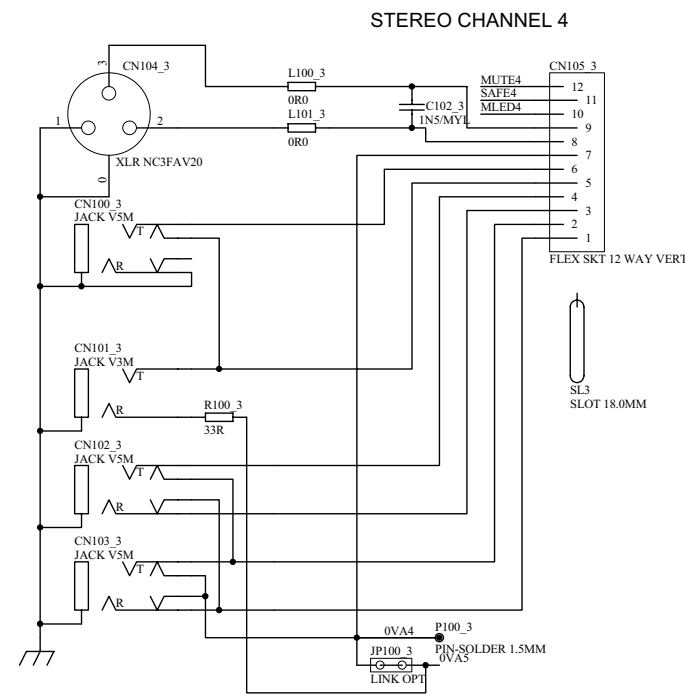 STEREO CHANNEL 4
CN104_3
3
1
2
0
XLR NC3FAV20
L100_3
0R0
L101_3
0R0
C102_3
1N5/MYL
CN105_3
MUTE4
SAFE4
MLED4
12
11
10
9
8
7
6
5
4
3
2
1
FLEX SKT 12 WAY VERT
CN100_3
JACK V5M
T
R
CN101_3
JACK V3M
T
R
R100_3
33R
SL3
SLOT 18.0MM
CN102_3
JACK V5M
T
R
CN103_3
JACK V5M
T
R
0VA4
P100_3
PIN-SOLDER 1.5MM
0VA5
JP100_3
LINK OPT